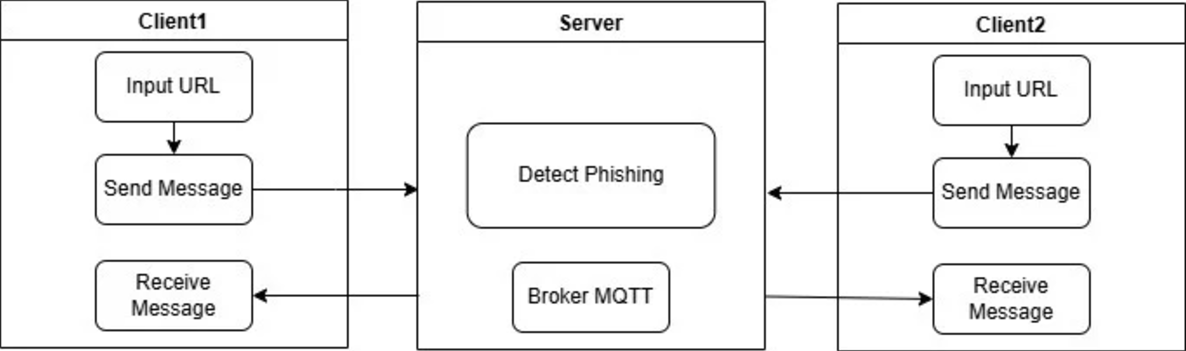 Client1
Input URL
Send Message
Receive
Message
Server
Detect Phishing
Broker MQTT
Client2
Input URL
Send Message
Receive
Message